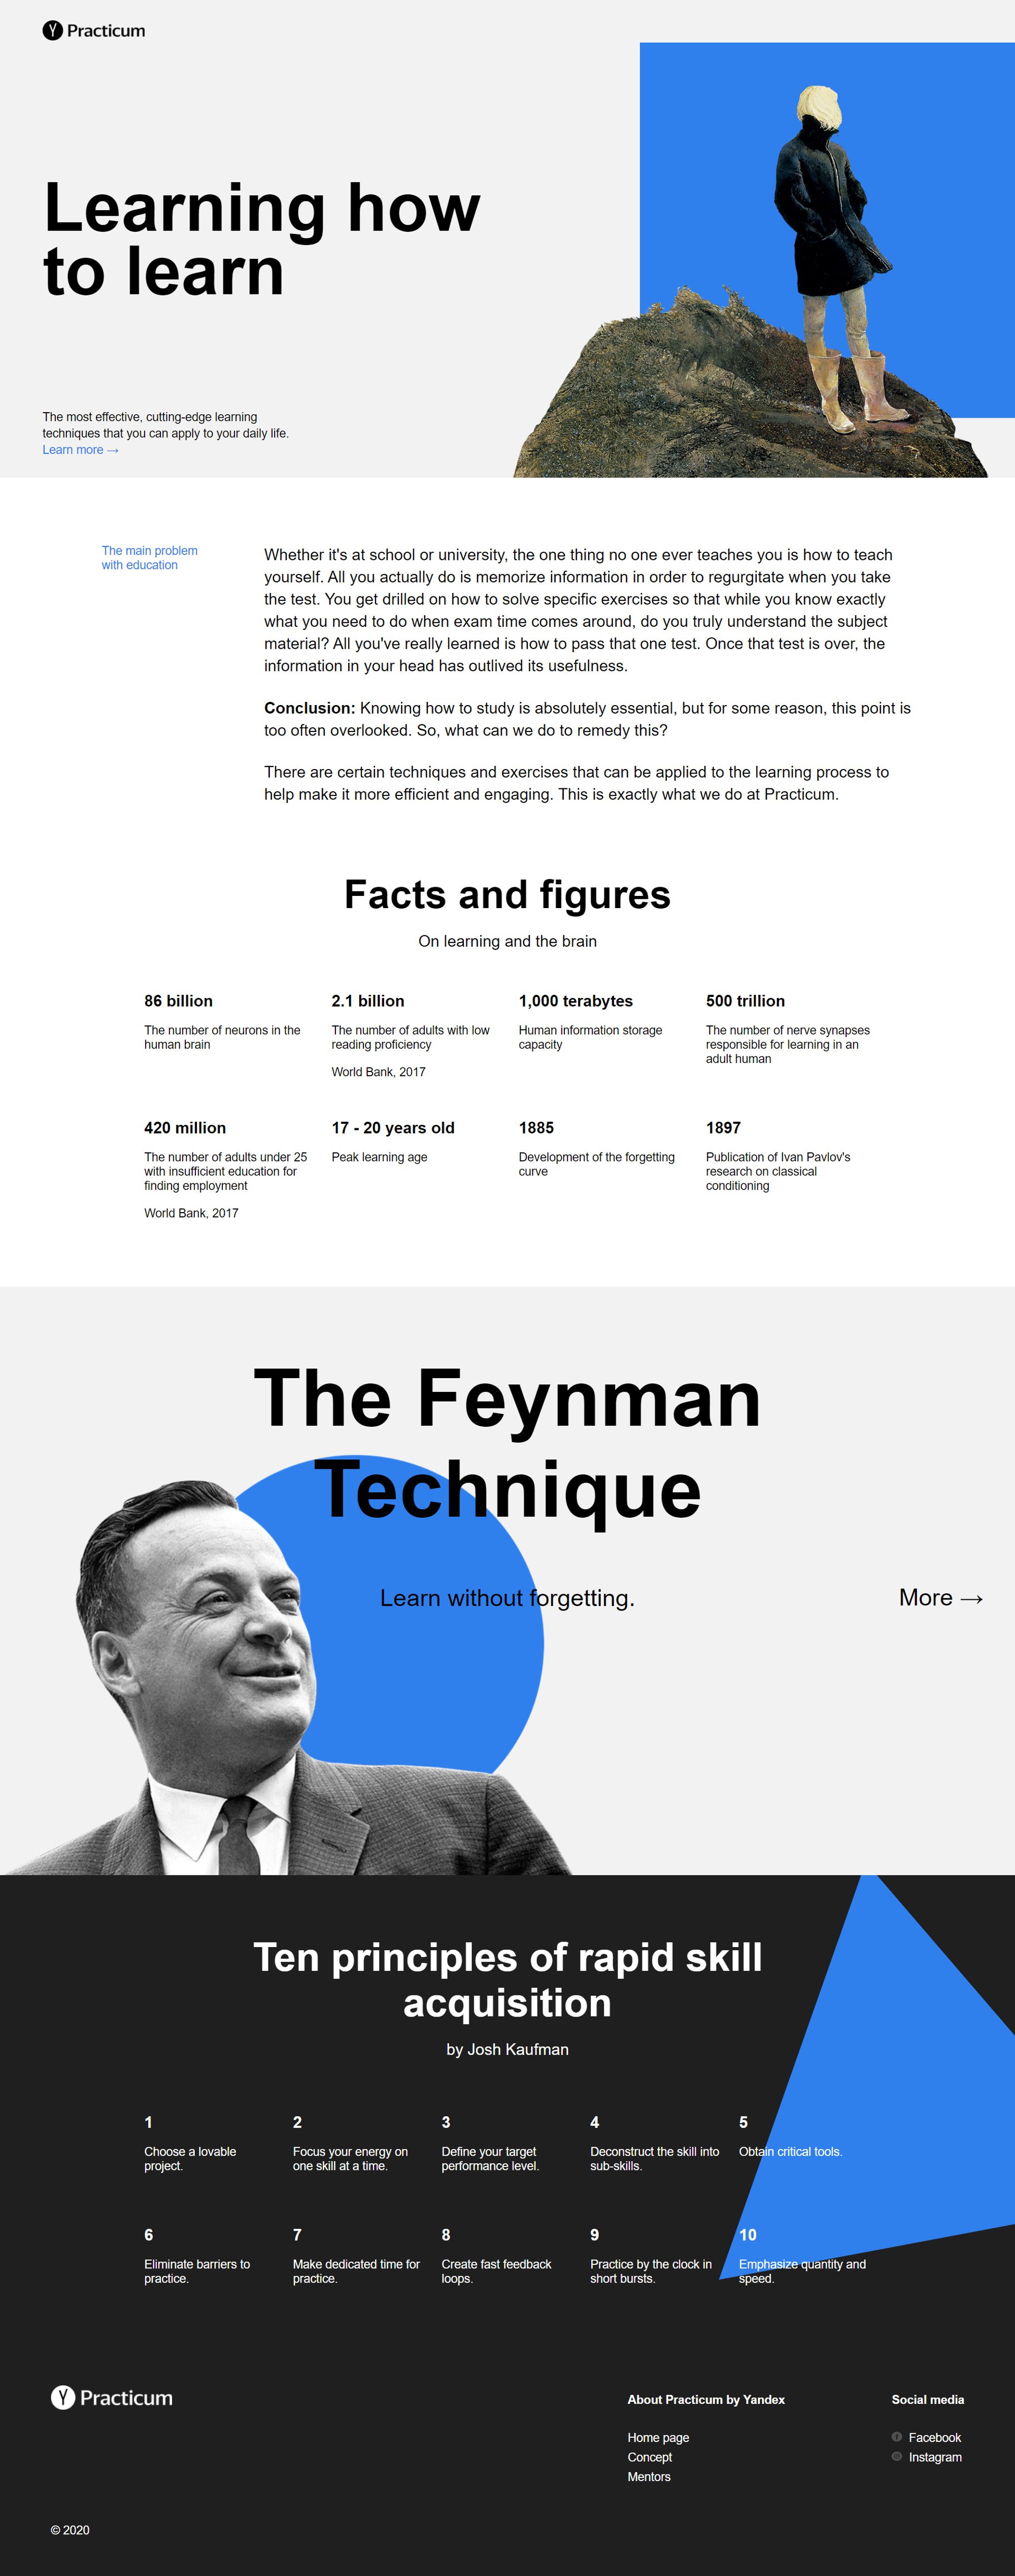 Practicum
Learning how
to learn
The most effective, cutting-edge learning
techniques that you can apply to your daily life.
Learn more →
The main problem
with education
Whether it's at school or university, the one thing no one ever teaches you is how to teach
yourself. All you actually do is memorize information in order to regurgitate when you take
the test. You get drilled on how to solve specific exercises so that while you know exactly
what you need to do when exam time comes around, do you truly understand the subject
material? All you've really learned is how to pass that one test. Once that test is over, the
information in your head has outlived its usefulness.
Conclusion: Knowing how to study is absolutely essential, but for some reason, this point is
too often overlooked. So, what can we do to remedy this?
There are certain techniques and exercises that can be applied to the learning process to
help make it more efficient and engaging. This is exactly what we do at Practicum.
Facts and figures
On learning and the brain
86 billion
The number of neurons in the
human brain
2.1 billion
The number of adults with low
reading proficiency
World Bank, 2017
1,000 terabytes
Human information storage
capacity
500 trillion
The number of nerve synapses
responsible for learning in an
adult human
420 million
The number of adults under 25
with insufficient education for
finding employment
World Bank, 2017
17 - 20 years old
Peak learning age
1885
Development of the forgetting
curve
1897
Publication of Ivan Pavlov's
research on classical
conditioning
The Feynman
Technique
Learn without forgetting.
More →
Ten principles of rapid skill
acquisition
by Josh Kaufman
1
Choose a lovable
project.
2
Focus your energy on
one skill at a time.
3
Define your target
performance level.
4
Deconstruct the skill into
sub-skills.
5
Obtain critical tools.
6
Eliminate barriers to
practice.
7
Make dedicated time for
practice.
8
Create fast feedback
loops.
9
Practice by the clock in
short bursts.
10
Emphasize quantity and
speed.
Practicum
About Practicum by Yandex
Home page
Concept
Mentors
Social media
Facebook
Instagram
© 2020